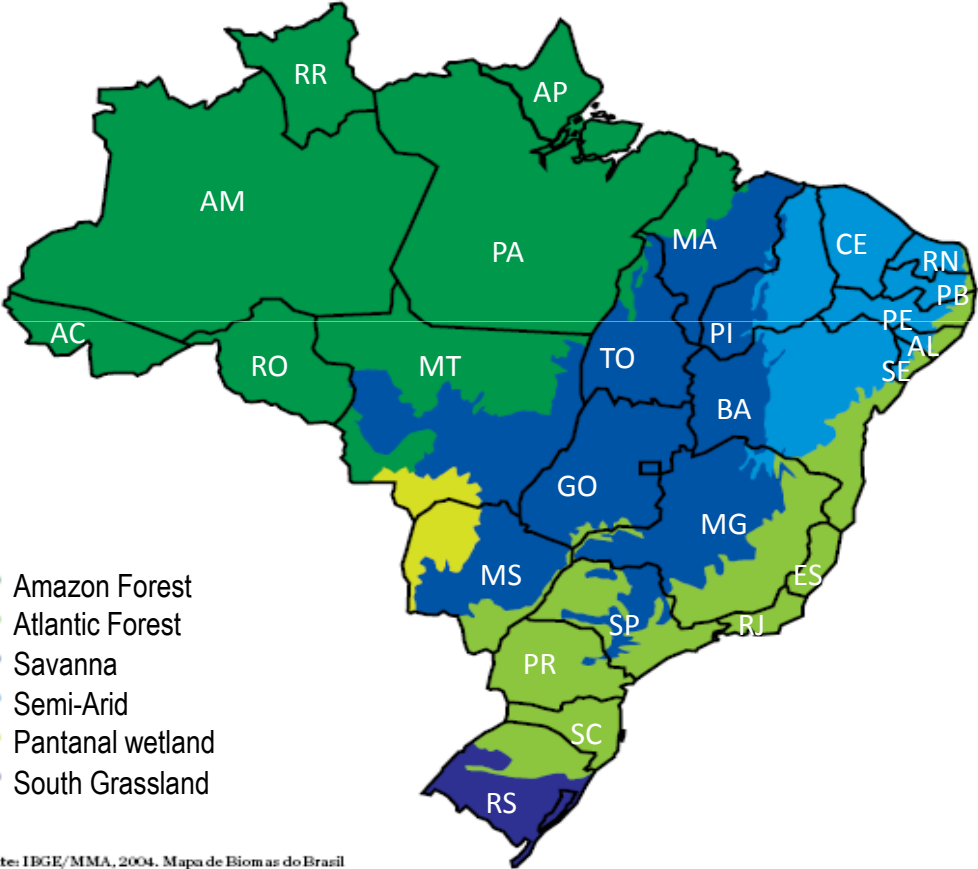 RR
AP
AM
PA
MA
CE
RN
PB
PE
AL
SE
AC
RO
MT
TO
PI
BA
GO
MG
ES
MS
SP
RJ
PR
SC
RS
Amazon Forest
Atlantic Forest
Savanna
Semi-Arid
Pantanal wetland
South Grassland
te: IBGE/MMA, 2004. Mapa de Biomas do Brasil